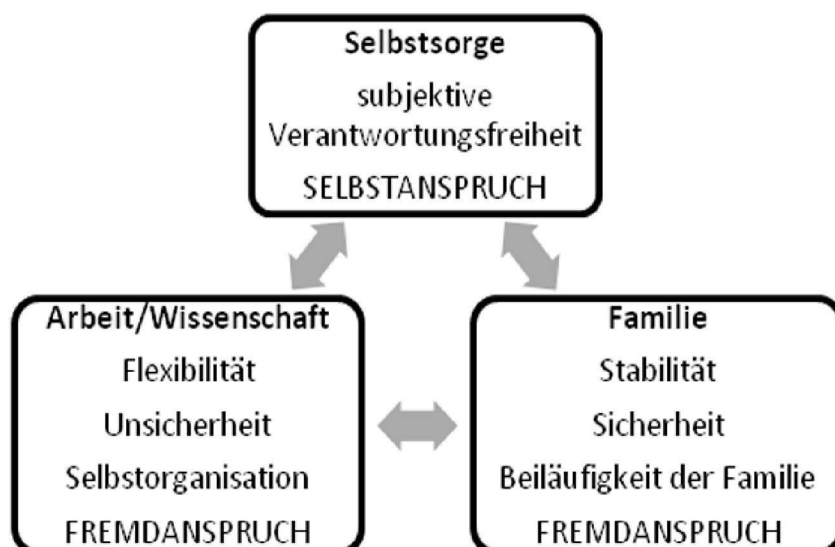 Selbstsorge
subjektive
Verantwortungsfreiheit
SELBSTANSPRUCH
Arbeit/Wissenschaft
Flexibilität
Unsicherheit
Selbstorganisation
FREMDANSPRUCH
Familie
Stabilität
Sicherheit
Beiläufigkeit der Familie
FREMDANSPRUCH